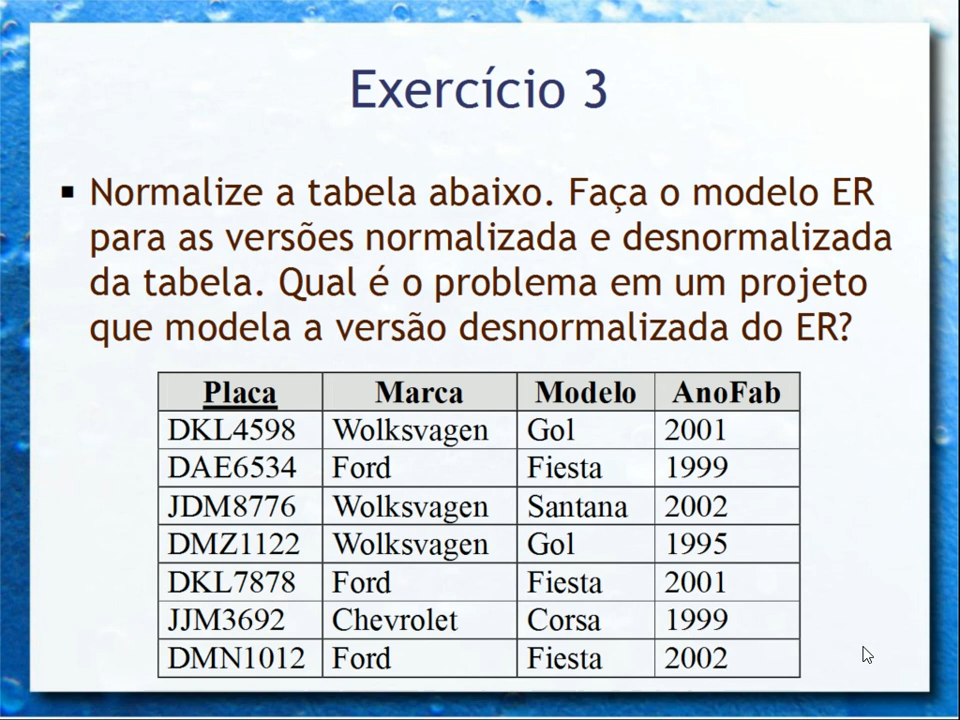 Exercício 3
Normalize a tabela abaixo. Faça o modelo ER
para as versões normalizada e desnormalizada
da tabela. Qual é o problema em um projeto
que modela a versão desnormalizada do ER?
Placa Marca Modelo AnoFab
DKL4598 Wolksvagen Gol 2001
DAE6534 Ford Fiesta 1999
JDM8776 Wolksvagen Santana 2002
DMZ1122 Wolksvagen Gol 1995
DKL7878 Ford Fiesta 2001
JJM3692 Chevrolet Corsa 1999
DMN1012 Ford Fiesta 2002